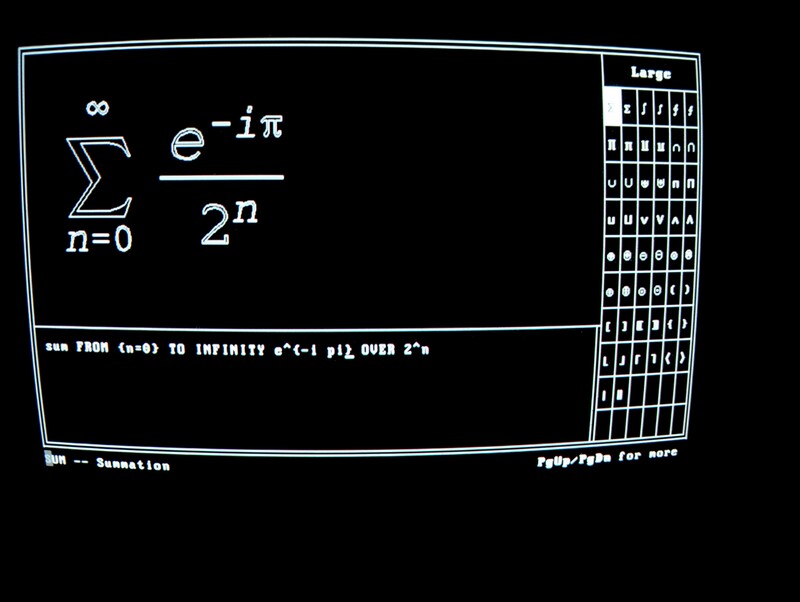 ∞
∑ e^−iπ
n=0 2^n
Large
sum FROM {n=0} TO INFINITY e^{-i pi} OVER 2^n
SUM -- Summation
PgUp/PgDn for more